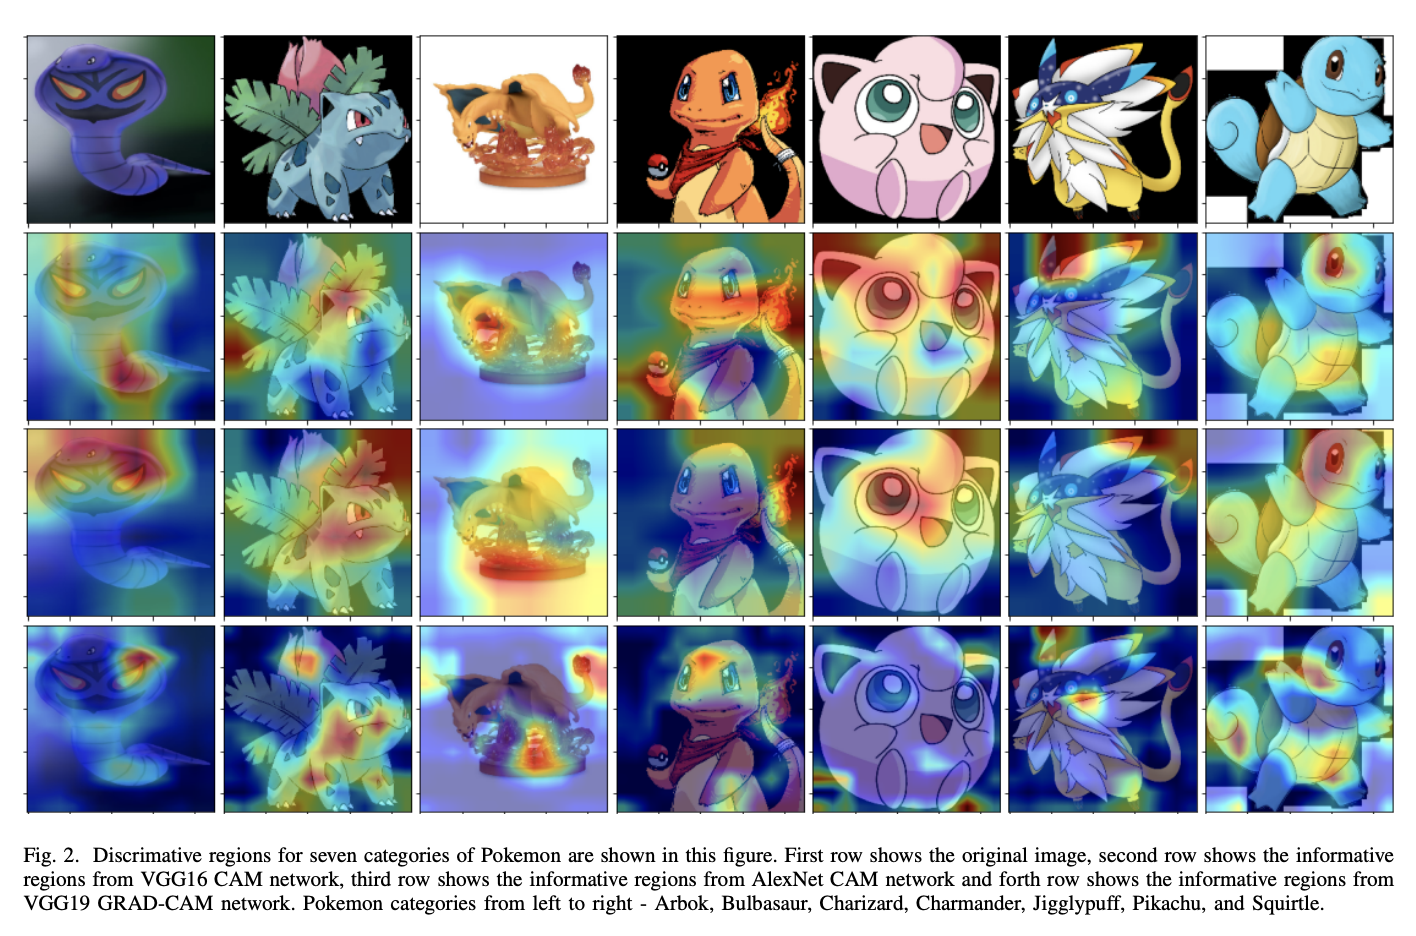 Fig. 2. Discrimative regions for seven categories of Pokemon are shown in this figure. First row shows the original image, second row shows the informative
regions from VGG16 CAM network, third row shows the informative regions from AlexNet CAM network and forth row shows the informative regions from
VGG19 GRAD-CAM network. Pokemon categories from left to right - Arbok, Bulbasaur, Charizard, Charmander, Jigglypuff, Pikachu, and Squirtle.